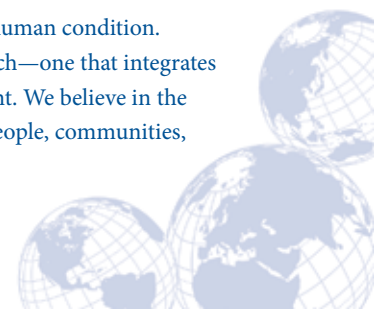 uman condition.
ch—one that integrates
nt. We believe in the
eople, communities,